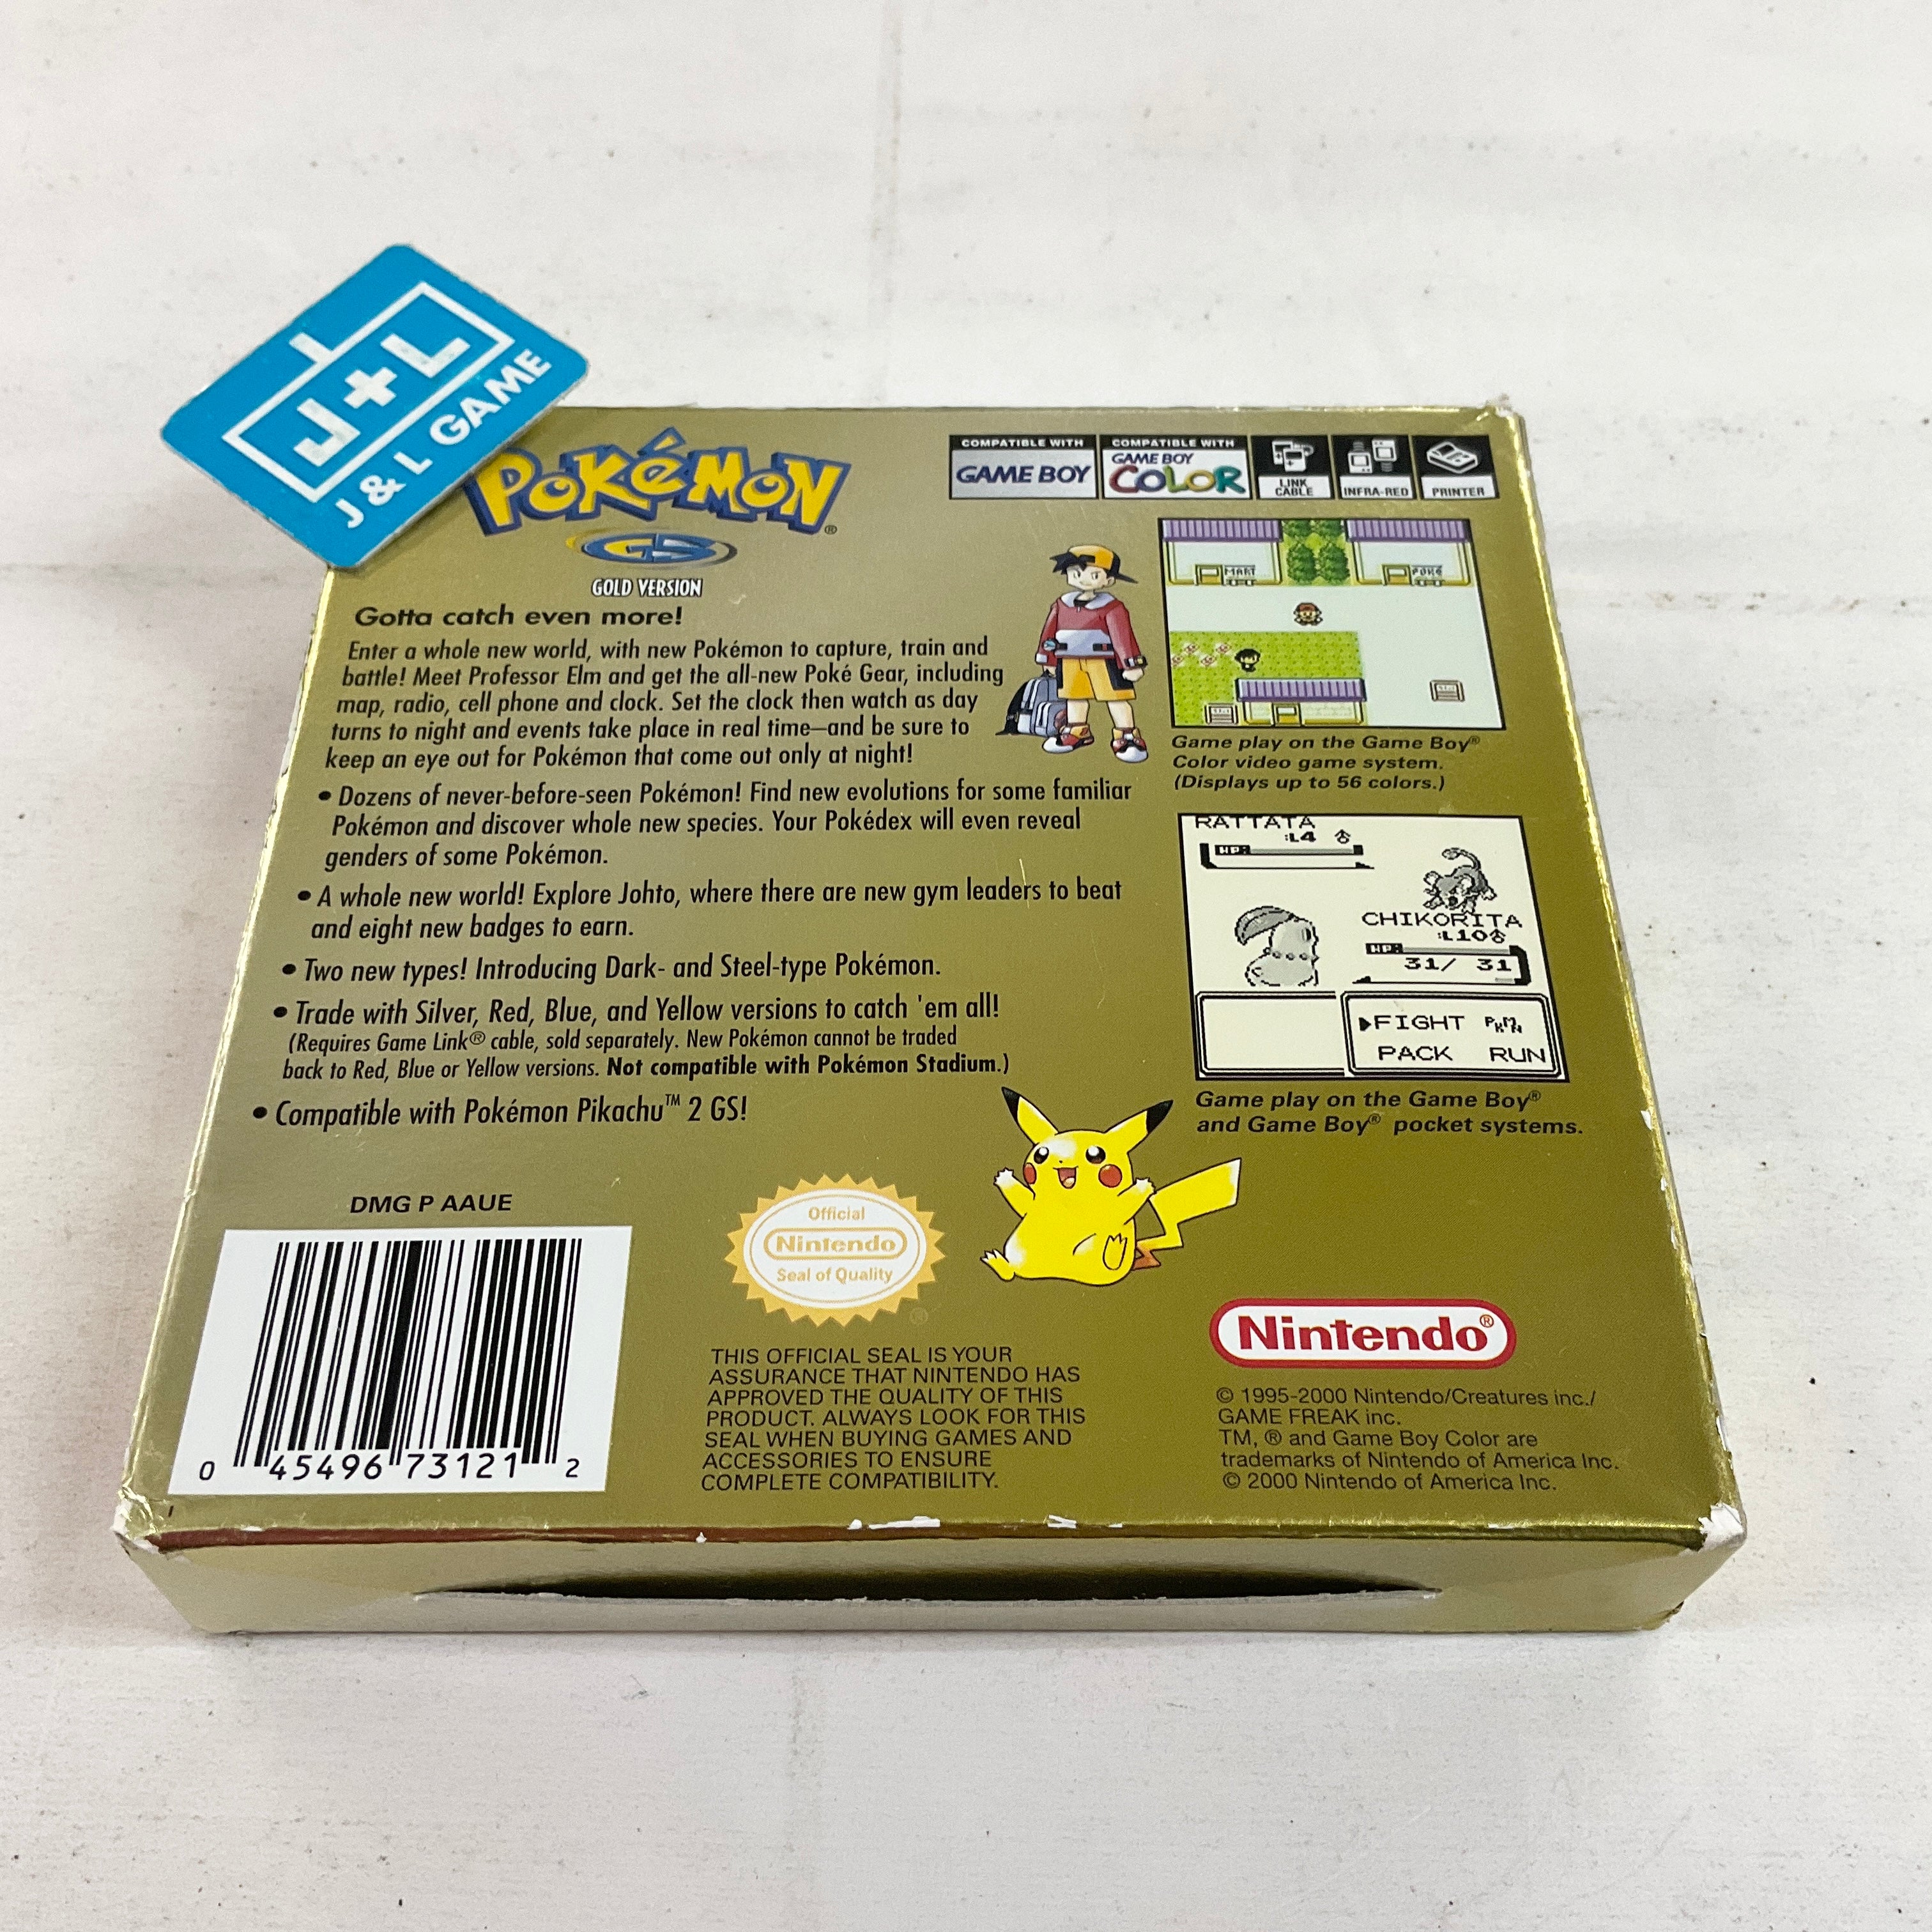 J+L
J & L GAME
POKéMON®
GS
GOLD VERSION
Gotta catch even more!
Enter a whole new world, with new Pokémon to capture, train and
battle! Meet Professor Elm and get the all-new Poké Gear, including
map, radio, cell phone and clock. Set the clock then watch as day
turns to night and events take place in real time—and be sure to
keep an eye out for Pokémon that come out only at night!
• Dozens of never-before-seen Pokémon! Find new evolutions for some familiar
Pokémon and discover whole new species. Your Pokédex will even reveal
genders of some Pokémon.
• A whole new world! Explore Johto, where there are new gym leaders to beat
and eight new badges to earn.
• Two new types! Introducing Dark- and Steel-type Pokémon.
• Trade with Silver, Red, Blue, and Yellow versions to catch 'em all!
(Requires Game Link® cable, sold separately. New Pokémon cannot be traded
back to Red, Blue or Yellow versions. Not compatible with Pokémon Stadium.)
• Compatible with Pokémon Pikachu™ 2 GS!
COMPATIBLE WITH
GAME BOY
COMPATIBLE WITH
GAME BOY
COLOR
LINK
CABLE
INFRA-RED
PRINTER
MART
POKé
Game play on the Game Boy®
Color video game system.
(Displays up to 56 colors.)
RATTATA
:L4 ♂
HP:
CHIKORITA
:L10♂
HP:
31/ 31
▶FIGHT PKMN
PACK RUN
Game play on the Game Boy®
and Game Boy® pocket systems.
DMG P AAUE
0 45496 73121 2
Official
Nintendo
Seal of Quality
®
THIS OFFICIAL SEAL IS YOUR
ASSURANCE THAT NINTENDO HAS
APPROVED THE QUALITY OF THIS
PRODUCT. ALWAYS LOOK FOR THIS
SEAL WHEN BUYING GAMES AND
ACCESSORIES TO ENSURE
COMPLETE COMPATIBILITY.
Nintendo®
© 1995-2000 Nintendo/Creatures inc./
GAME FREAK inc.
TM, ® and Game Boy Color are
trademarks of Nintendo of America Inc.
© 2000 Nintendo of America Inc.